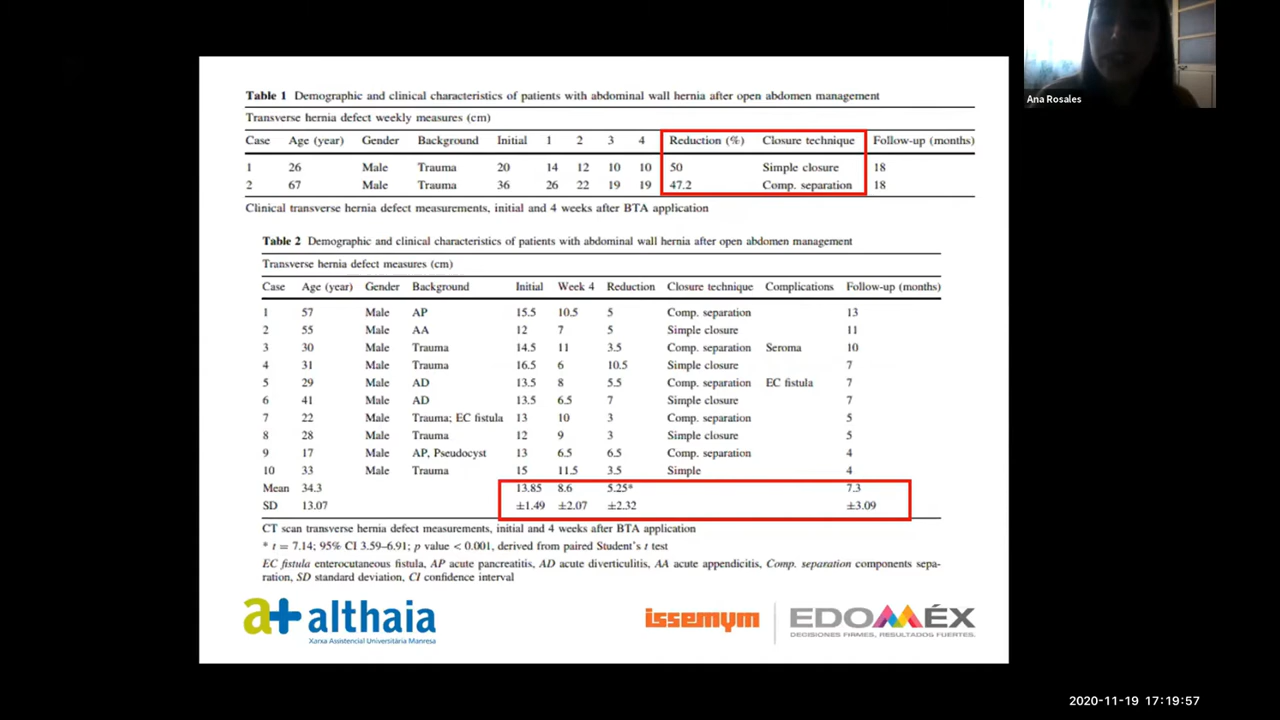 Table 1 Demographic and clinical characteristics of patients with abdominal wall hernia after open abdomen management
Transverse hernia defect weekly measures (cm)
Case Age (year) Gender Background Initial 1 2 3 4 Reduction (%) Closure technique Follow-up (months)
1 26 Male Trauma 20 14 12 10 10 50 Simple closure 18
2 67 Male Trauma 36 26 22 19 19 47.2 Comp. separation 18
Clinical transverse hernia defect measurements, initial and 4 weeks after BTA application
Table 2 Demographic and clinical characteristics of patients with abdominal wall hernia after open abdomen management
Transverse hernia defect measures (cm)
Case Age (year) Gender Background Initial Week 4 Reduction Closure technique Complications Follow-up (months)
1 57 Male AP 15.5 10.5 5 Comp. separation 13
2 55 Male AA 12 7 5 Simple closure 11
3 30 Male Trauma 14.5 11 3.5 Comp. separation Seroma 10
4 31 Male Trauma 16.5 6 10.5 Simple closure 7
5 29 Male AD 13.5 8 5.5 Comp. separation EC fistula 7
6 41 Male AD 13.5 6.5 7 Simple closure 7
7 22 Male Trauma; EC fistula 13 10 3 Comp. separation 5
8 28 Male Trauma 12 9 3 Simple closure 5
9 17 Male AP, Pseudocyst 13 6.5 6.5 Comp. separation 4
10 33 Male Trauma 15 11.5 3.5 Simple 4
Mean 34.3 13.85 8.6 5.25* 7.3
SD 13.07 ±1.49 ±2.07 ±2.32 ±3.09
CT scan transverse hernia defect measurements, initial and 4 weeks after BTA application
* t = 7.14; 95% CI 3.59–6.91; p value < 0.001, derived from paired Student's t test
EC fistula enterocutaneous fistula, AP acute pancreatitis, AD acute diverticulitis, AA acute appendicitis, Comp. separation components sepa-
ration, SD standard deviation, CI confidence interval
a+ althaia
Xarxa Assistencial Universitària Manresa
issemym
EDOMÉX
DECISIONES FIRMES, RESULTADOS FUERTES.
Ana Rosales
2020-11-19 17:19:57